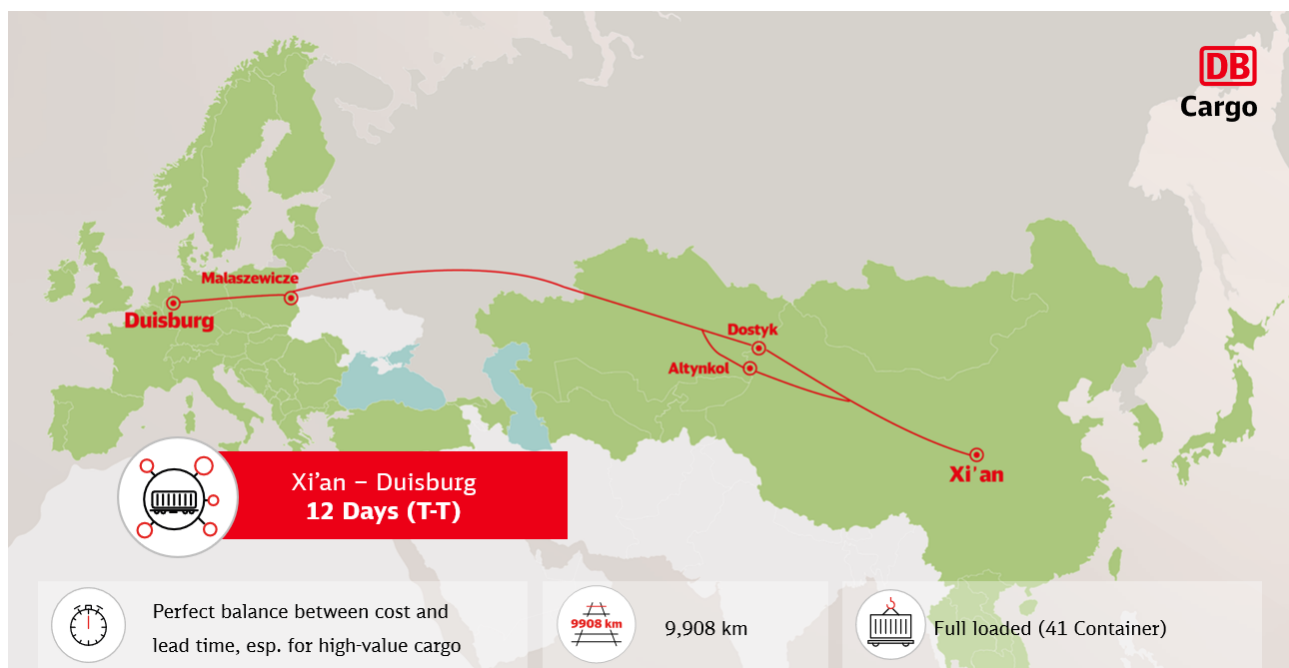 DB
Cargo
Malaszewicze
Duisburg
Dostyk
Altynkol
Xi'an
Xi’an – Duisburg
12 Days (T-T)
Perfect balance between cost and
lead time, esp. for high-value cargo
9908 km
9,908 km
Full loaded (41 Container)